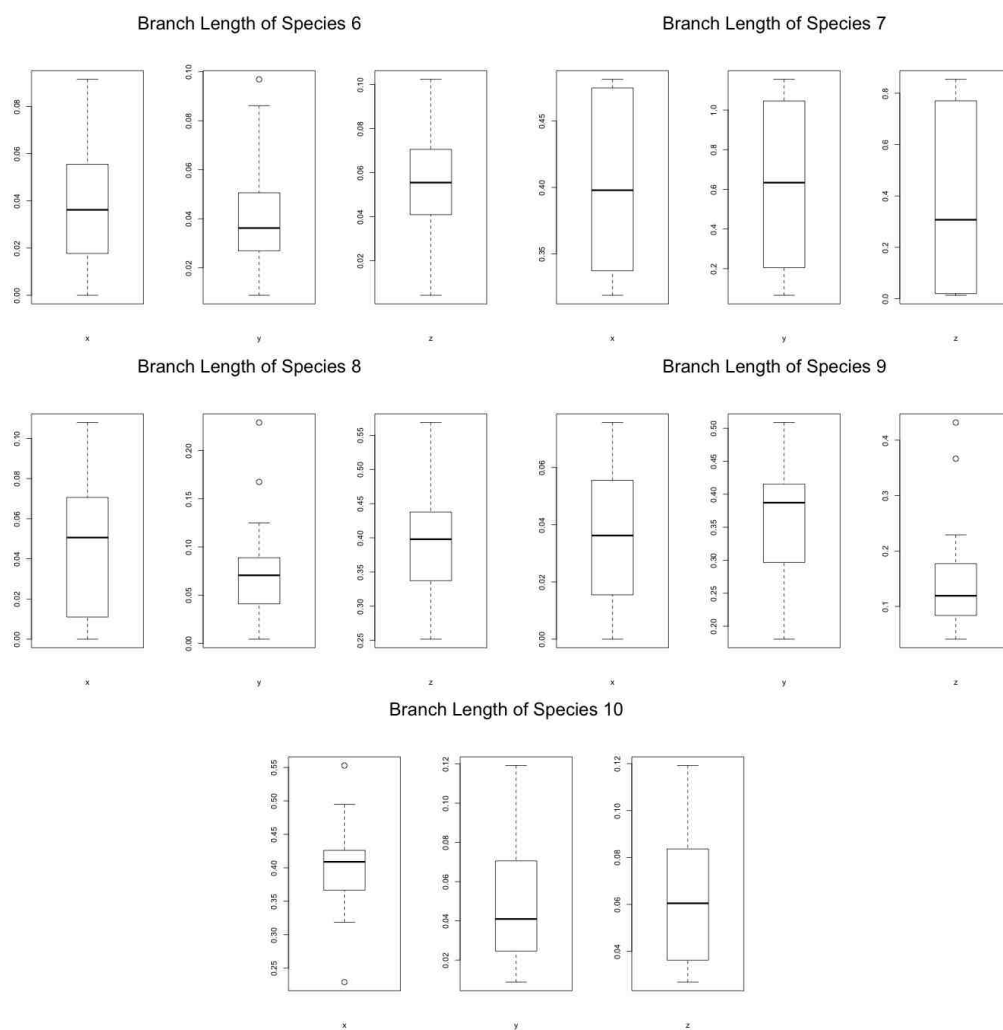 Branch Length of Species 6
0.00 0.02 0.04 0.06 0.08
x
0.02 0.04 0.06 0.08 0.10
y
0.02 0.04 0.06 0.08 0.10
z
Branch Length of Species 7
0.35 0.40 0.45
x
0.2 0.4 0.6 0.8 1.0
y
0.0 0.2 0.4 0.6 0.8
z
Branch Length of Species 8
0.00 0.02 0.04 0.06 0.08 0.10
x
0.00 0.05 0.10 0.15 0.20
y
0.25 0.30 0.35 0.40 0.45 0.50 0.55
z
Branch Length of Species 9
0.00 0.02 0.04 0.06
x
0.20 0.25 0.30 0.35 0.40 0.45 0.50
y
0.1 0.2 0.3 0.4
z
Branch Length of Species 10
0.25 0.30 0.35 0.40 0.45 0.50 0.55
x
0.02 0.04 0.06 0.08 0.10 0.12
y
0.04 0.06 0.08 0.10 0.12
z